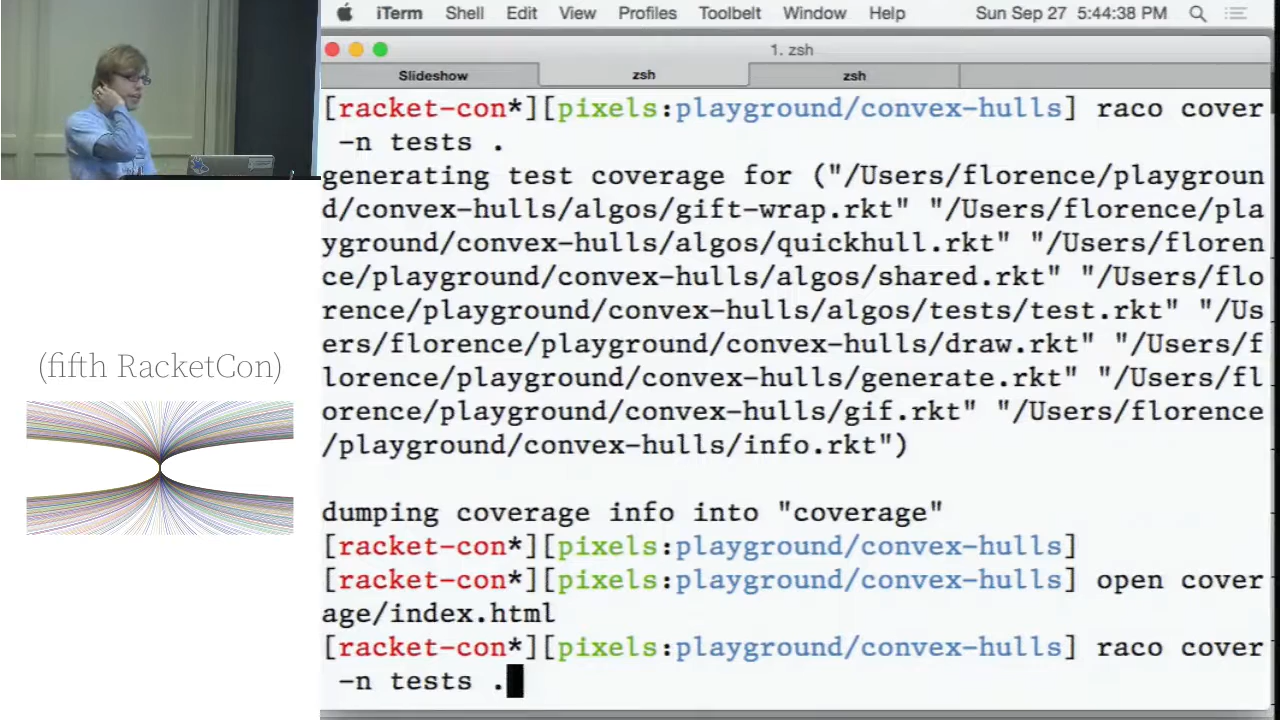 iTerm Shell Edit View Profiles Toolbelt Window Help Sun Sep 27 5:44:38 PM
1. zsh
Slideshow zsh zsh
[racket-con*][pixels:playground/convex-hulls] raco cover
-n tests .
generating test coverage for ("/Users/florence/playgroun
d/convex-hulls/algos/gift-wrap.rkt" "/Users/florence/pla
yground/convex-hulls/algos/quickhull.rkt" "/Users/floren
ce/playground/convex-hulls/algos/shared.rkt" "/Users/flo
rence/playground/convex-hulls/algos/tests/test.rkt" "/Us
ers/florence/playground/convex-hulls/draw.rkt" "/Users/f
lorence/playground/convex-hulls/generate.rkt" "/Users/fl
orence/playground/convex-hulls/gif.rkt" "/Users/florence
/playground/convex-hulls/info.rkt")
dumping coverage info into "coverage"
[racket-con*][pixels:playground/convex-hulls]
[racket-con*][pixels:playground/convex-hulls] open cover
age/index.html
[racket-con*][pixels:playground/convex-hulls] raco cover
-n tests .
(fifth RacketCon)